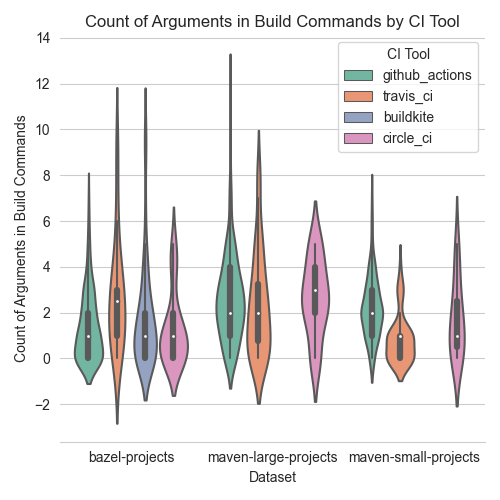 Count of Arguments in Build Commands by CI Tool
14
12
10
8
6
4
2
0
−2
Count of Arguments in Build Commands
CI Tool
github_actions
travis_ci
buildkite
circle_ci
bazel-projects
maven-large-projects
maven-small-projects
Dataset